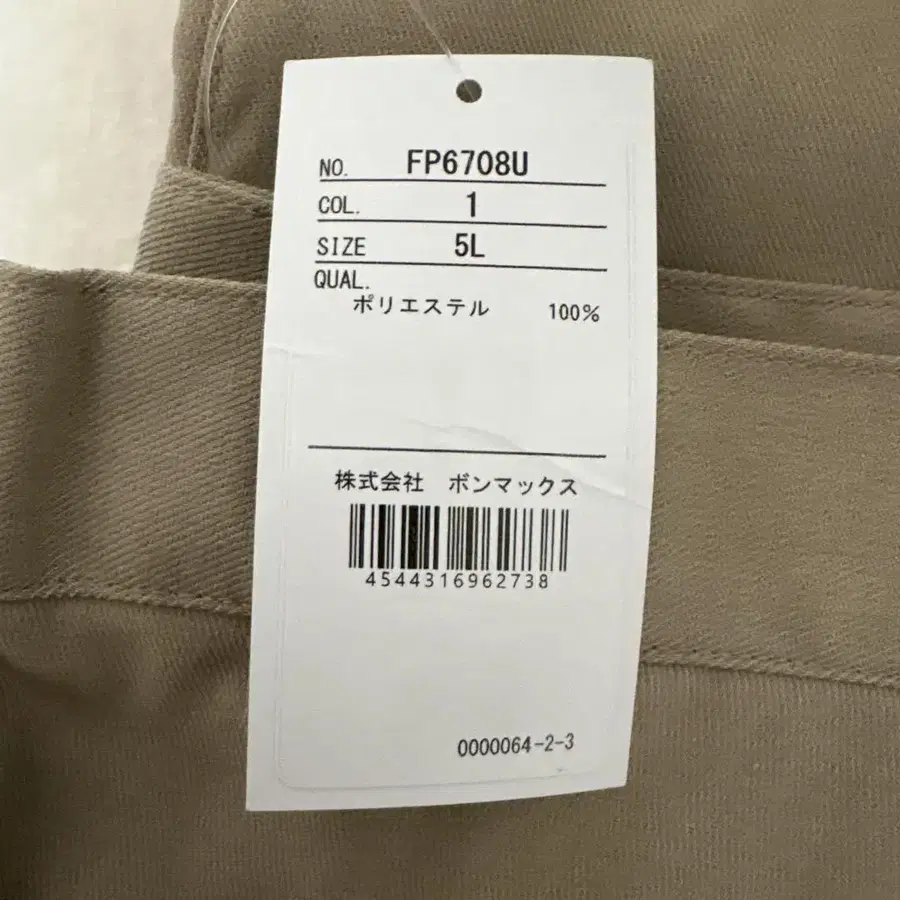 NO. FP6708U
COL. 1
SIZE 5L
QUAL.
ポリエステル 100%
株式会社 ボンマックス
4544316962738
0000064-2-3